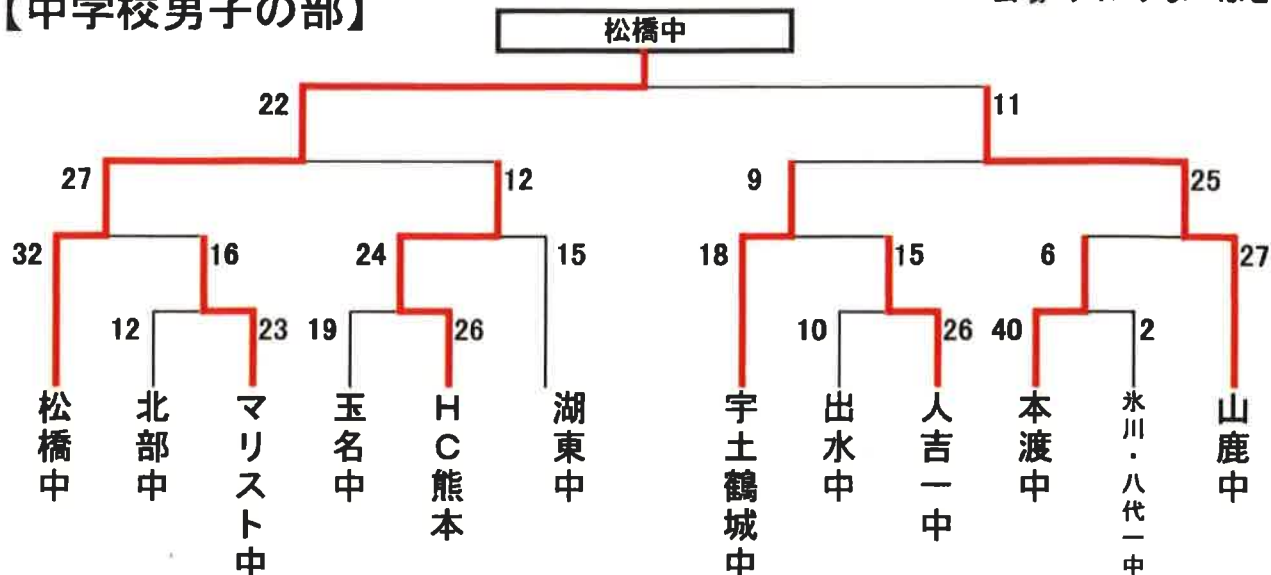 【中学校男子の部】
松橋中
22 11
27 12 9 25
32 16 24 15 18 15 6 27
12 23 19 26 10 26 40 2
松橋中
北部中
マリスト中
玉名中
HC熊本
湖東中
宇土鶴城中
出水中
人吉一中
本渡中
氷川・八代一中
山鹿中